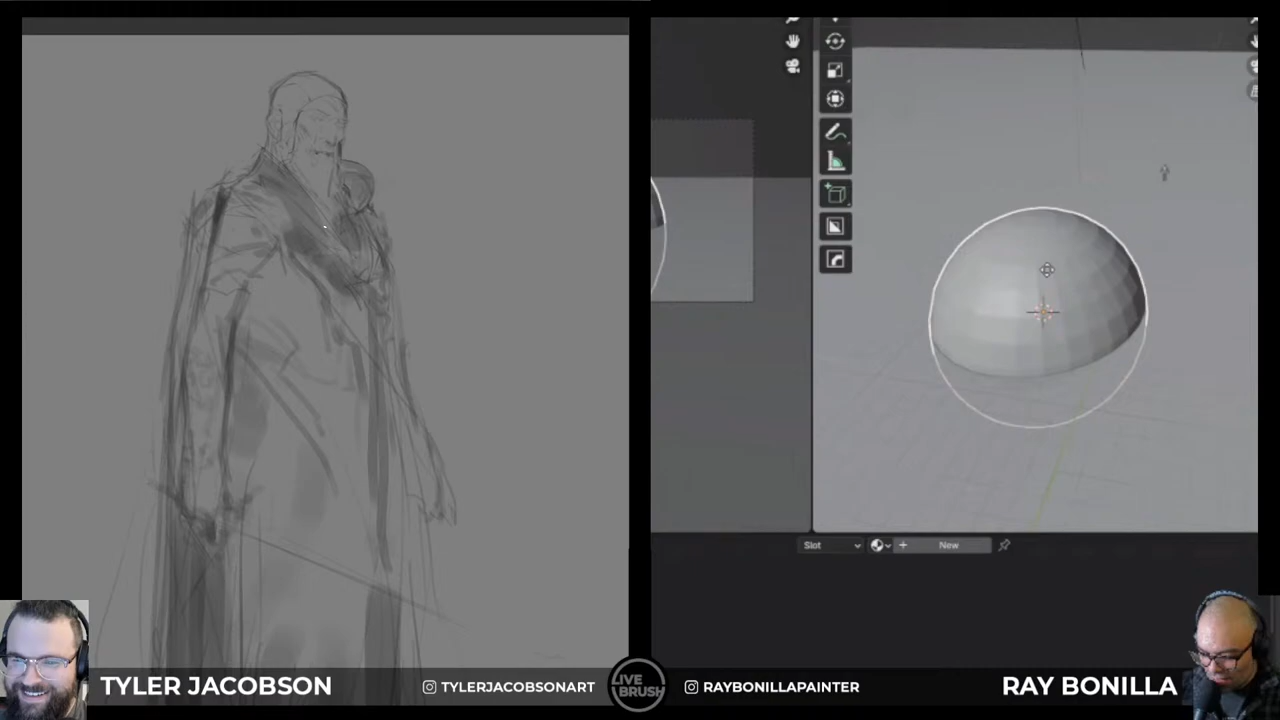 Slot
New
TYLER JACOBSON
TYLERJACOBSONART
LIVE
BRUSH
RAYBONILLAPAINTER
RAY BONILLA